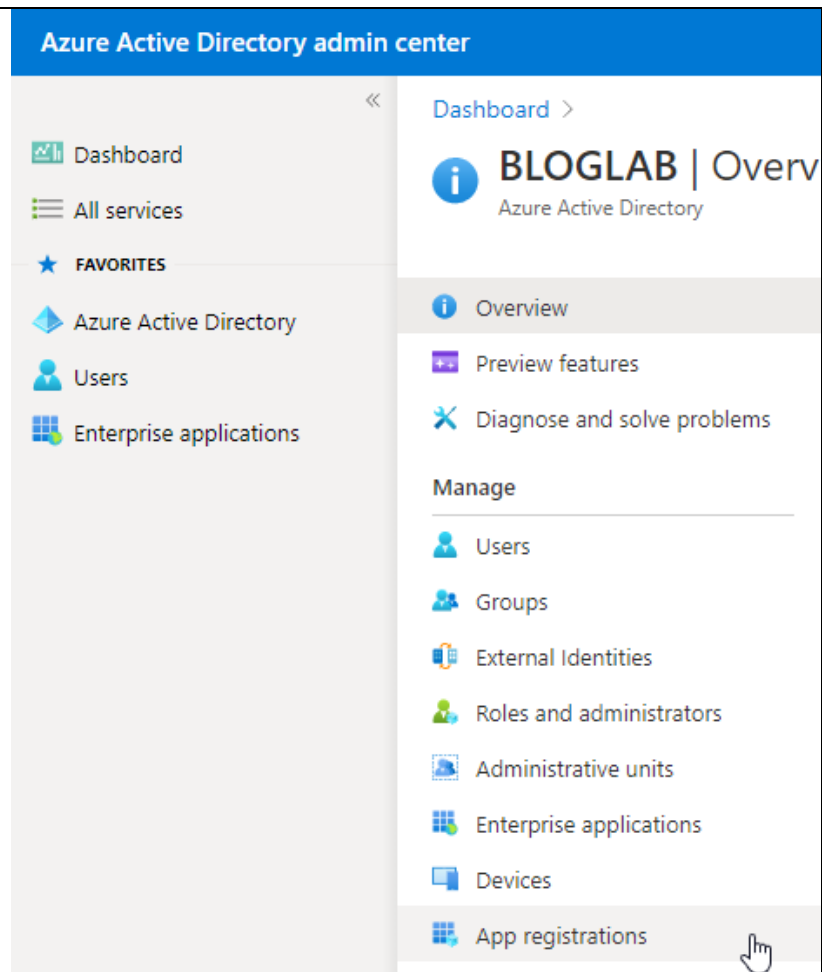 Azure Active Directory admin center
«
Dashboard
All services
FAVORITES
Azure Active Directory
Users
Enterprise applications
Dashboard >
BLOGLAB | Overv
Azure Active Directory
Overview
Preview features
Diagnose and solve problems
Manage
Users
Groups
External Identities
Roles and administrators
Administrative units
Enterprise applications
Devices
App registrations